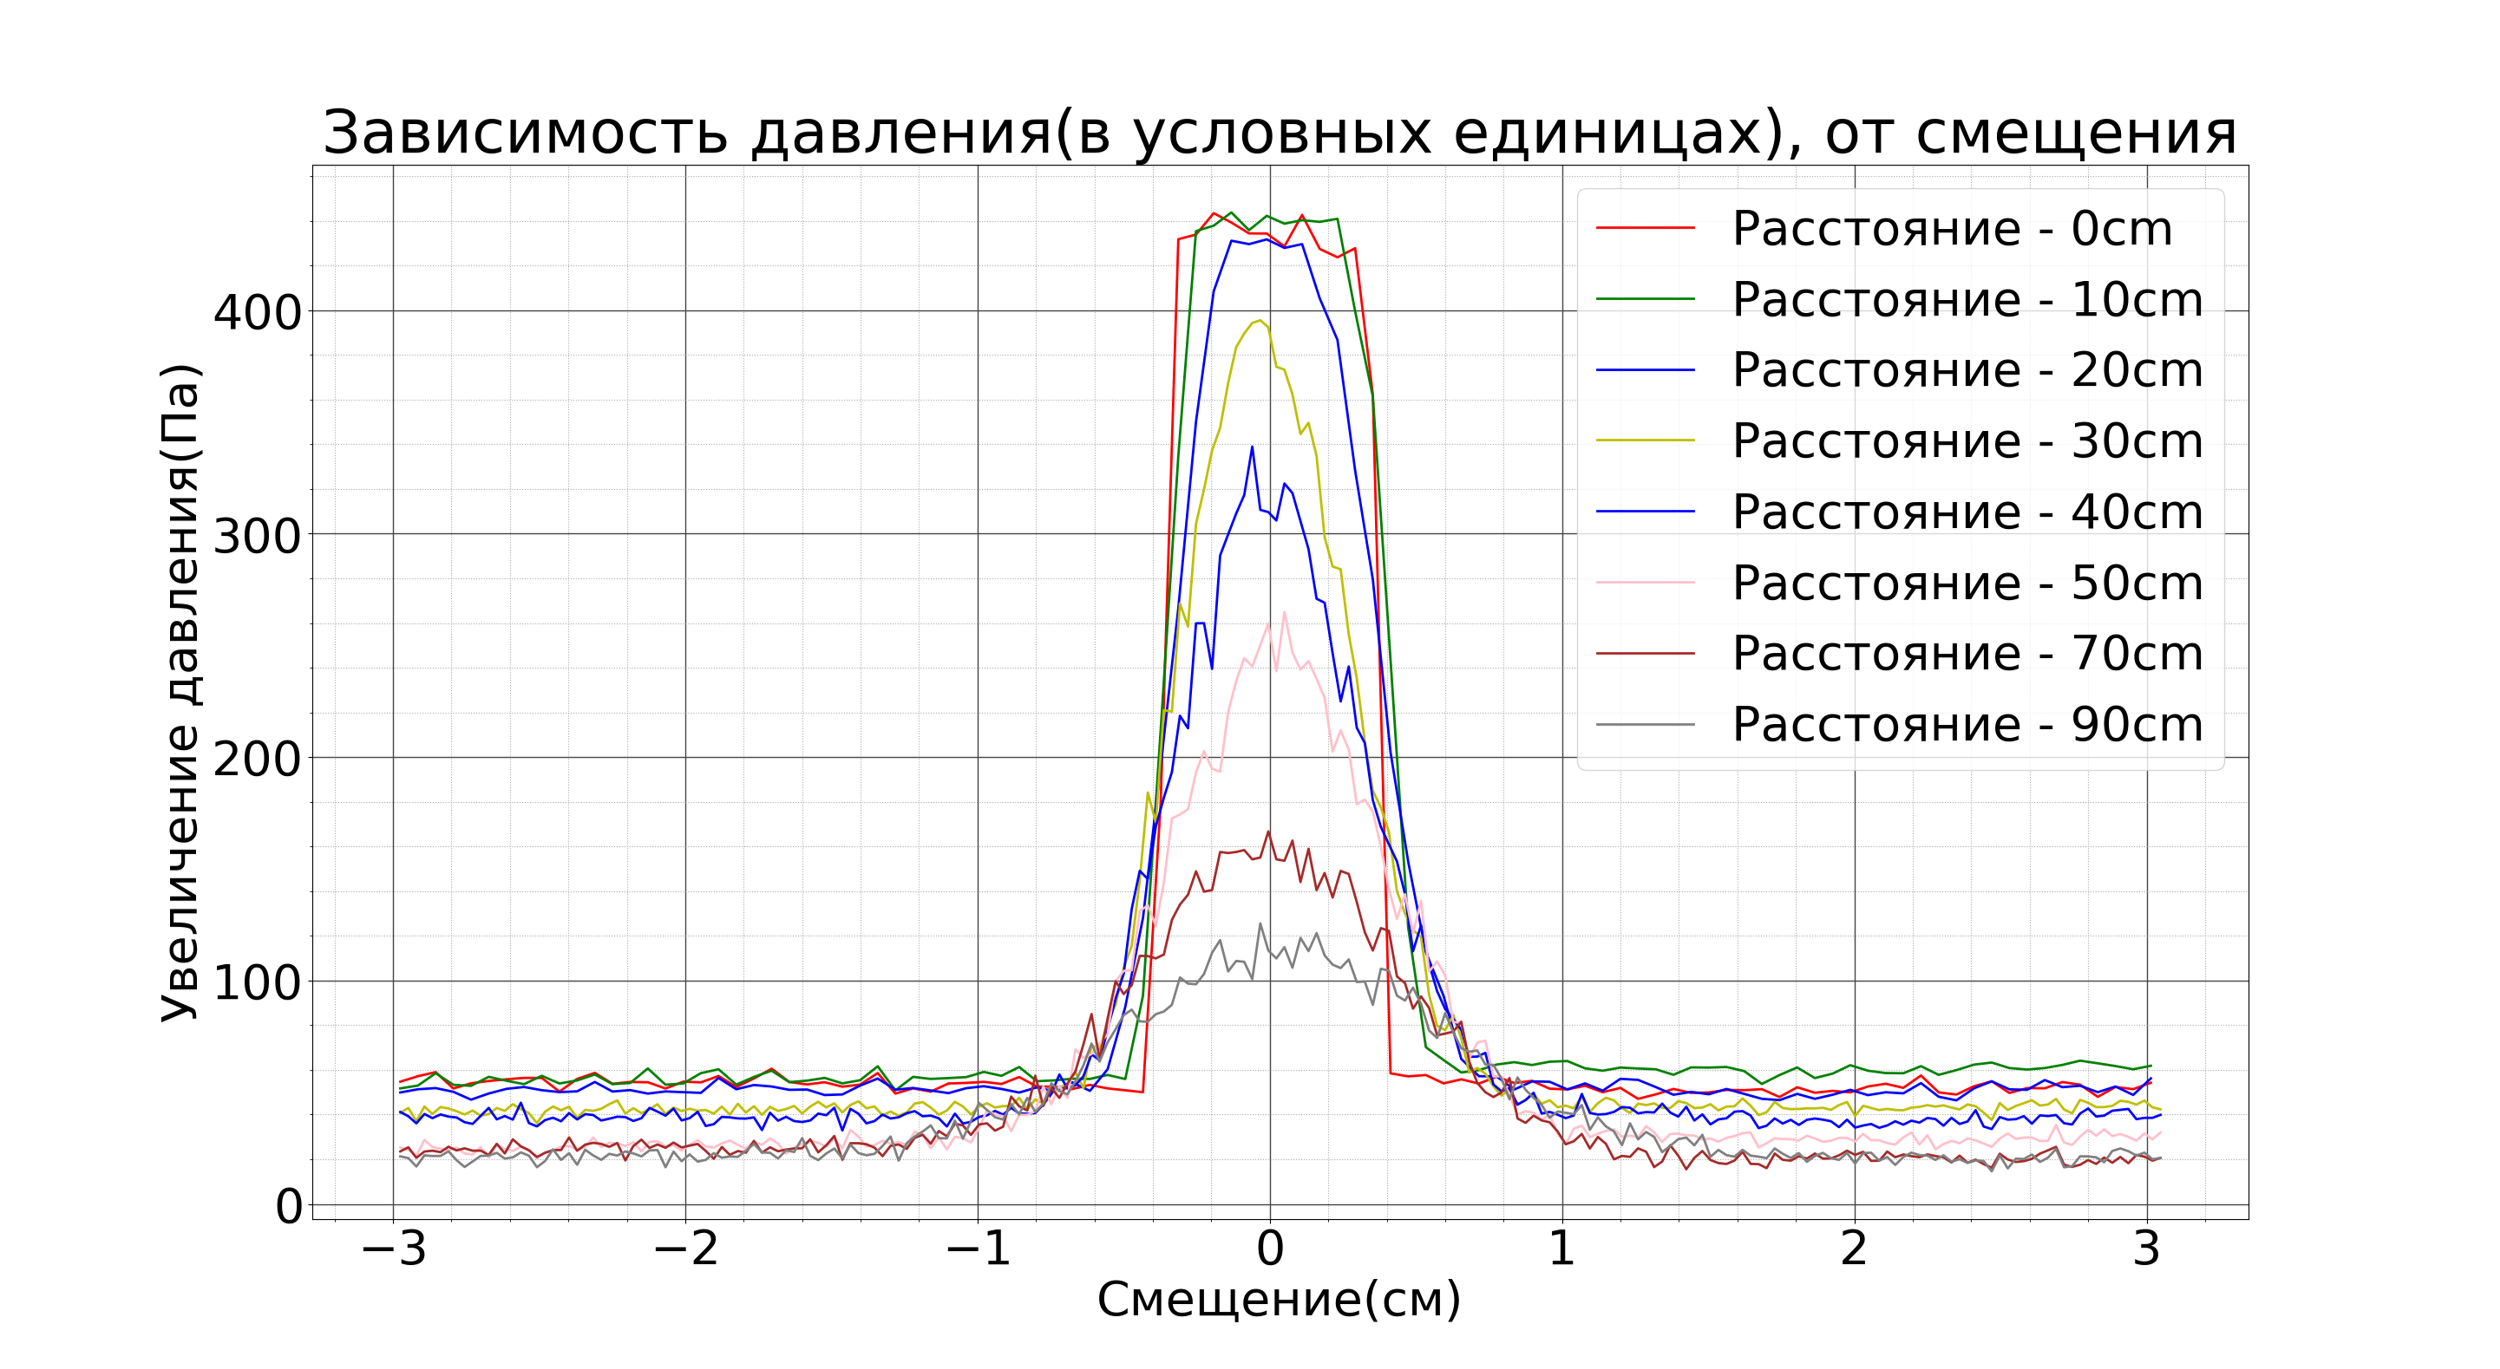 Зависимость давления(в условных единицах), от смещения
Увеличение давления(Па)
400
300
200
100
0
−3
−2
−1
0
1
2
3
Смещение(см)
Расстояние - 0cm
Расстояние - 10cm
Расстояние - 20cm
Расстояние - 30cm
Расстояние - 40cm
Расстояние - 50cm
Расстояние - 70cm
Расстояние - 90cm